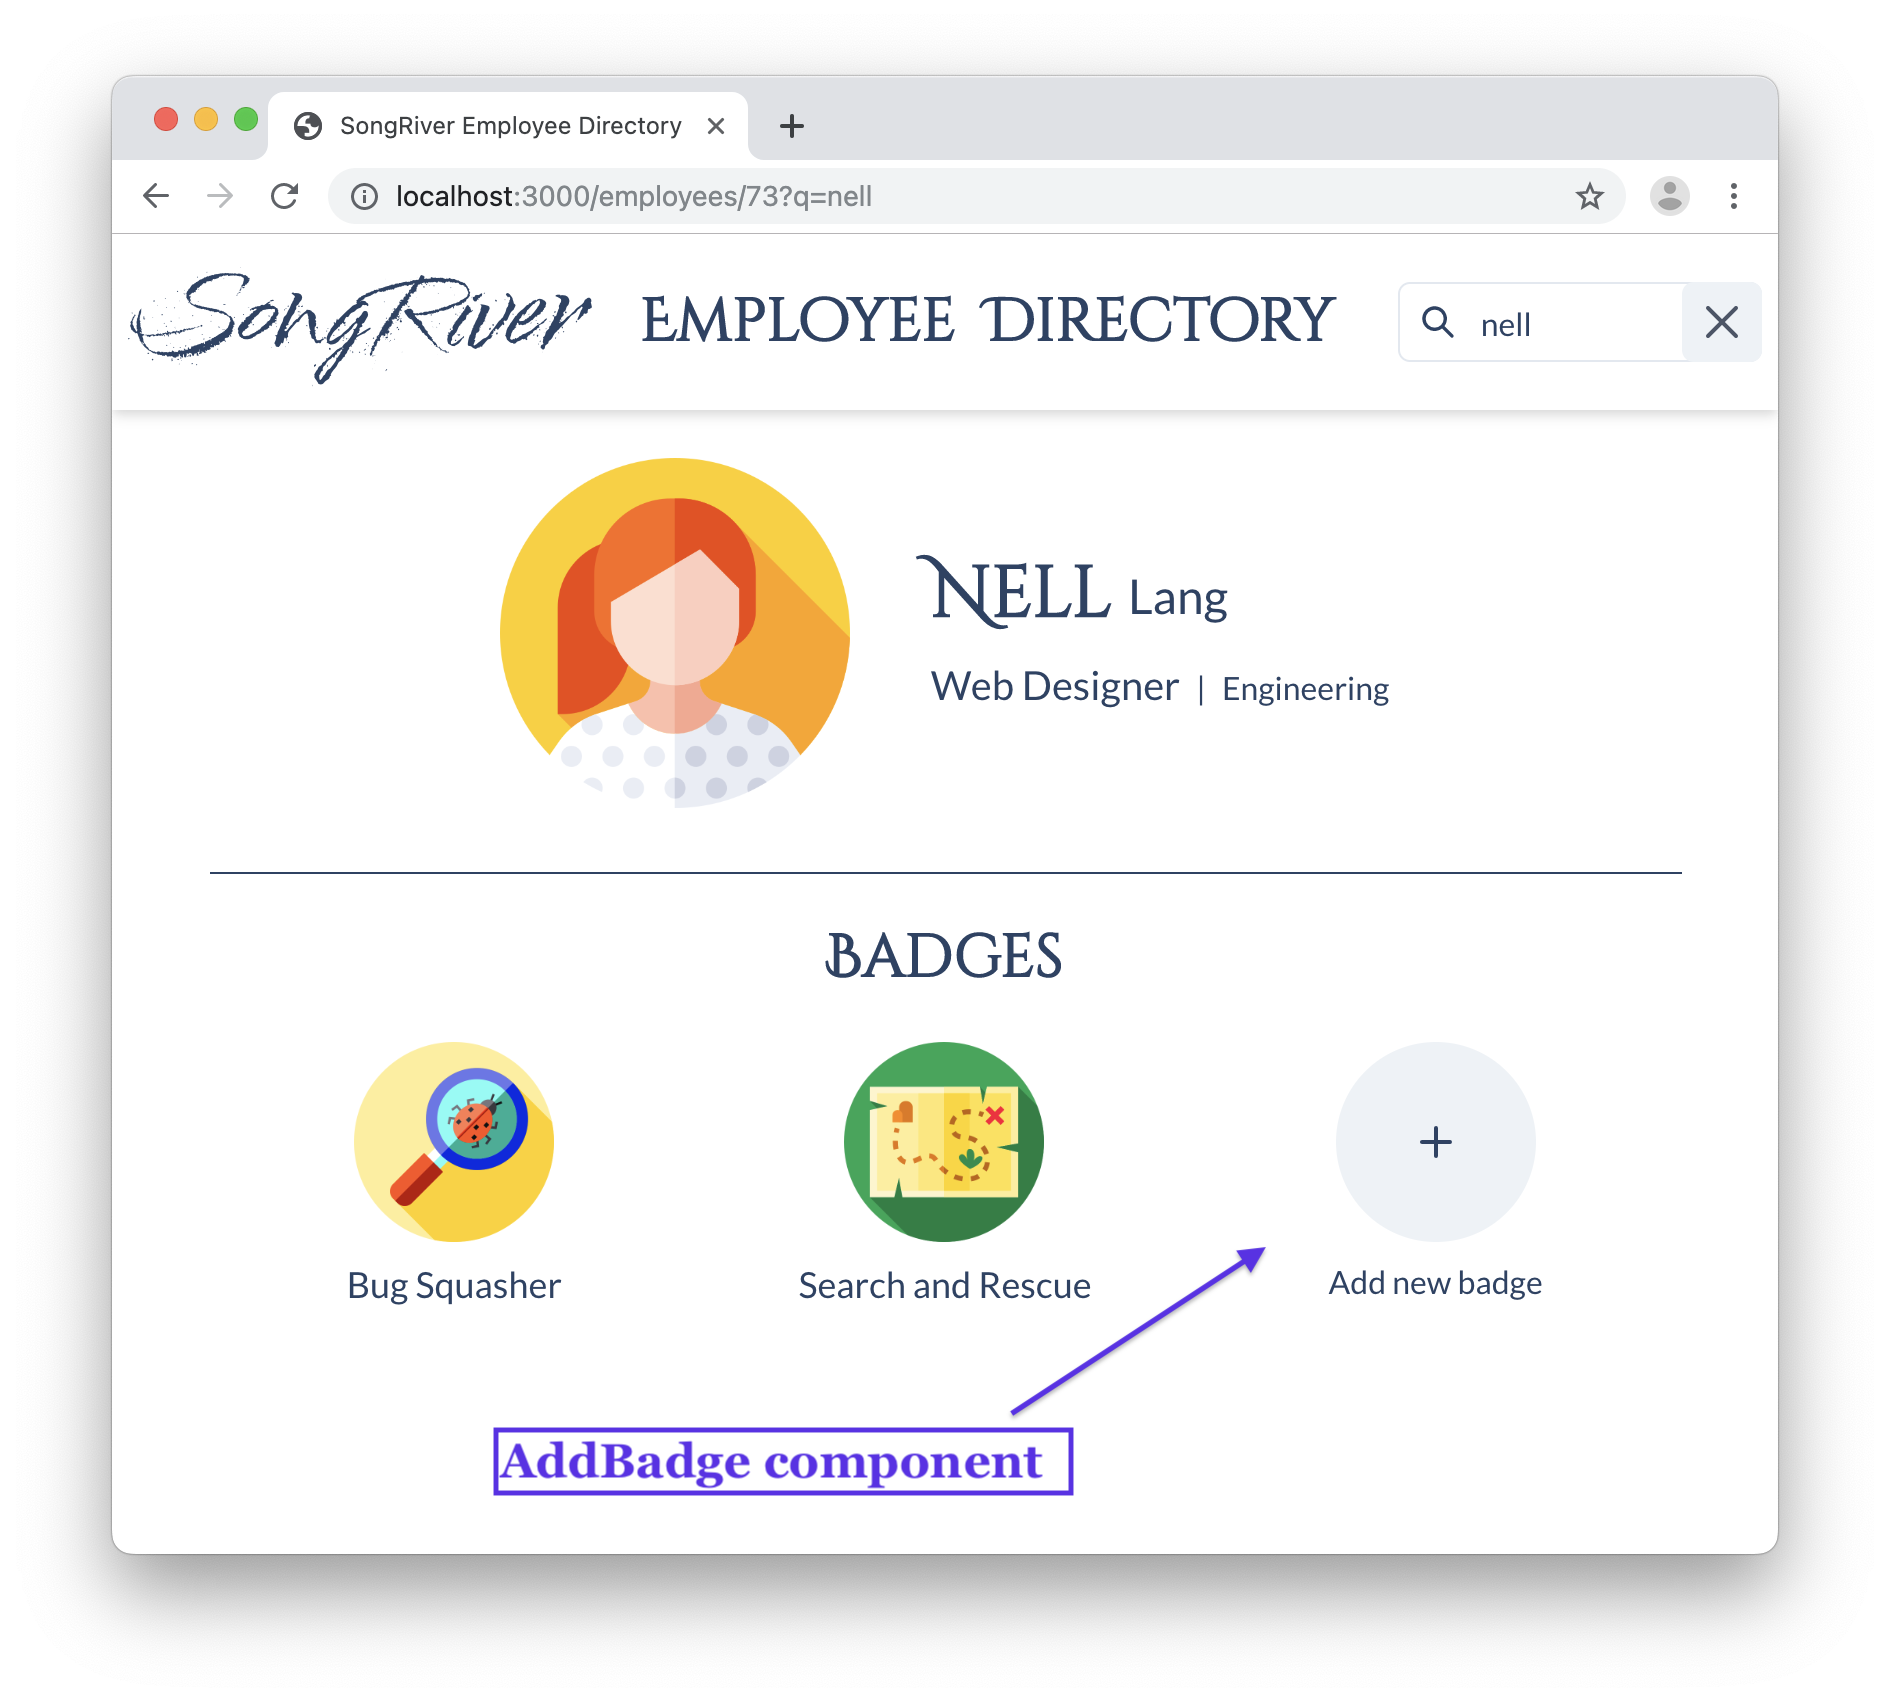 SongRiver Employee Directory
localhost:3000/employees/73?q=nell
SongRiver EMPLOYEE DIRECTORY
nell
NELL Lang
Web Designer | Engineering
BADGES
Bug Squasher
Search and Rescue
Add new badge
AddBadge component